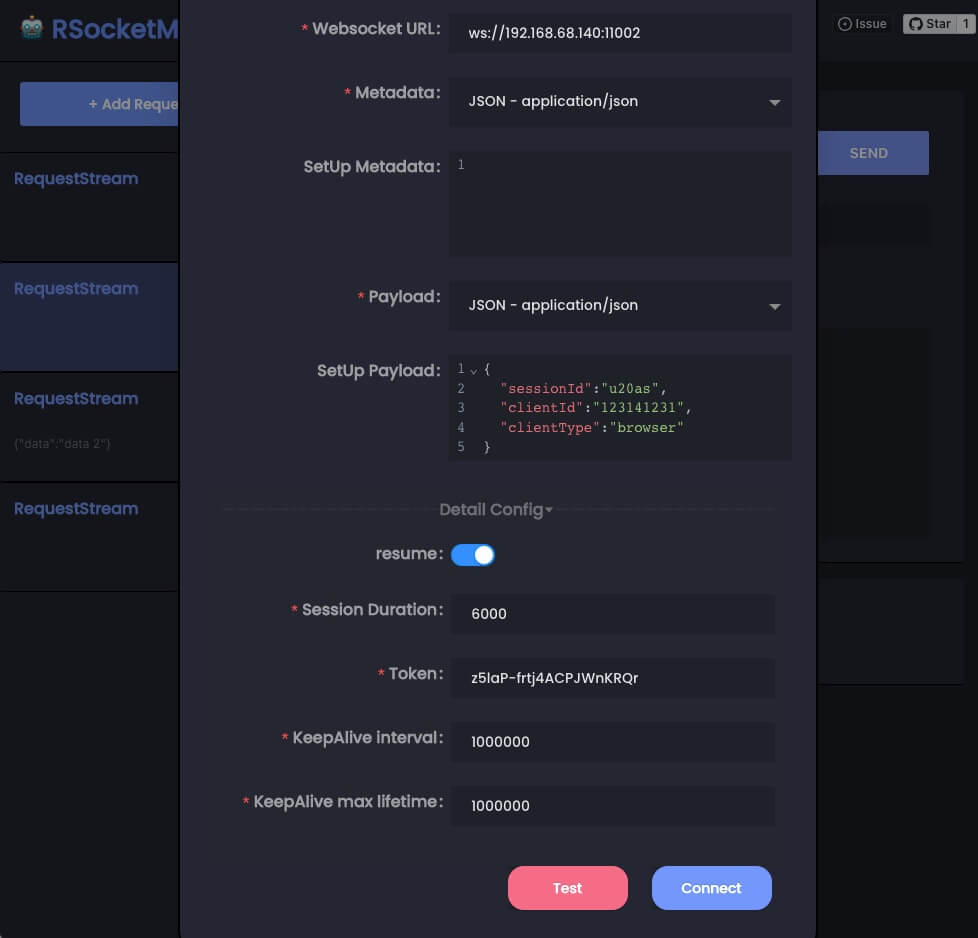 RSocketM
Issue
Star 1
+ Add Reque
SEND
RequestStream
RequestStream
RequestStream
{"data":"data 2"}
RequestStream
* Websocket URL: ws://192.168.68.140:11002
* Metadata: JSON - application/json
SetUp Metadata: 1
* Payload: JSON - application/json
SetUp Payload: 1 {
2 "sessionId":"u20as",
3 "clientId":"123141231",
4 "clientType":"browser"
5 }
Detail Config
resume:
* Session Duration: 6000
* Token: z5laP-frtj4ACPJWnKRQr
* KeepAlive interval: 1000000
* KeepAlive max lifetime: 1000000
Test Connect